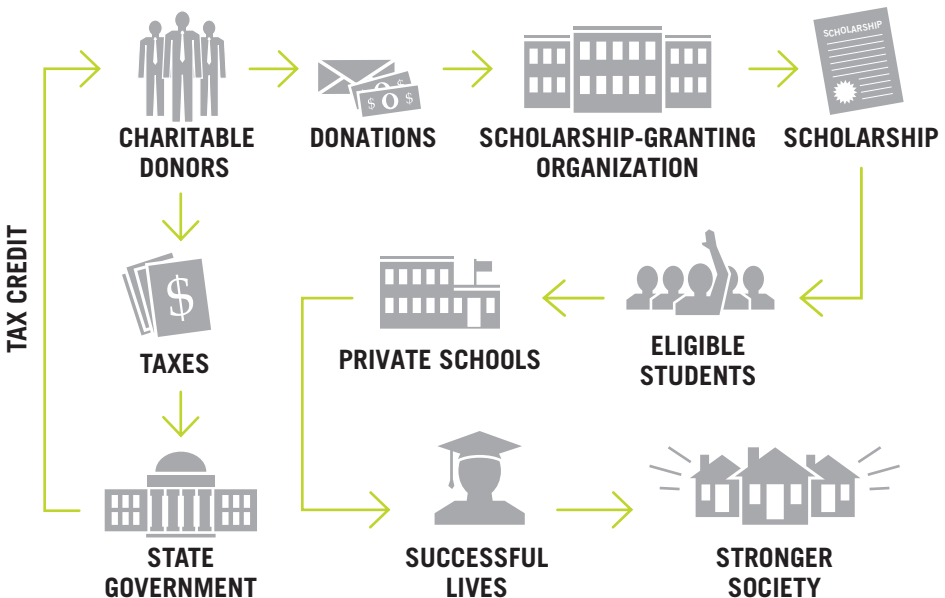 SCHOLARSHIP
CHARITABLE
DONORS
DONATIONS
$ O $
SCHOLARSHIP-GRANTING
ORGANIZATION
SCHOLARSHIP
TAX CREDIT
$
TAXES
PRIVATE SCHOOLS
ELIGIBLE
STUDENTS
STATE
GOVERNMENT
SUCCESSFUL
LIVES
STRONGER
SOCIETY